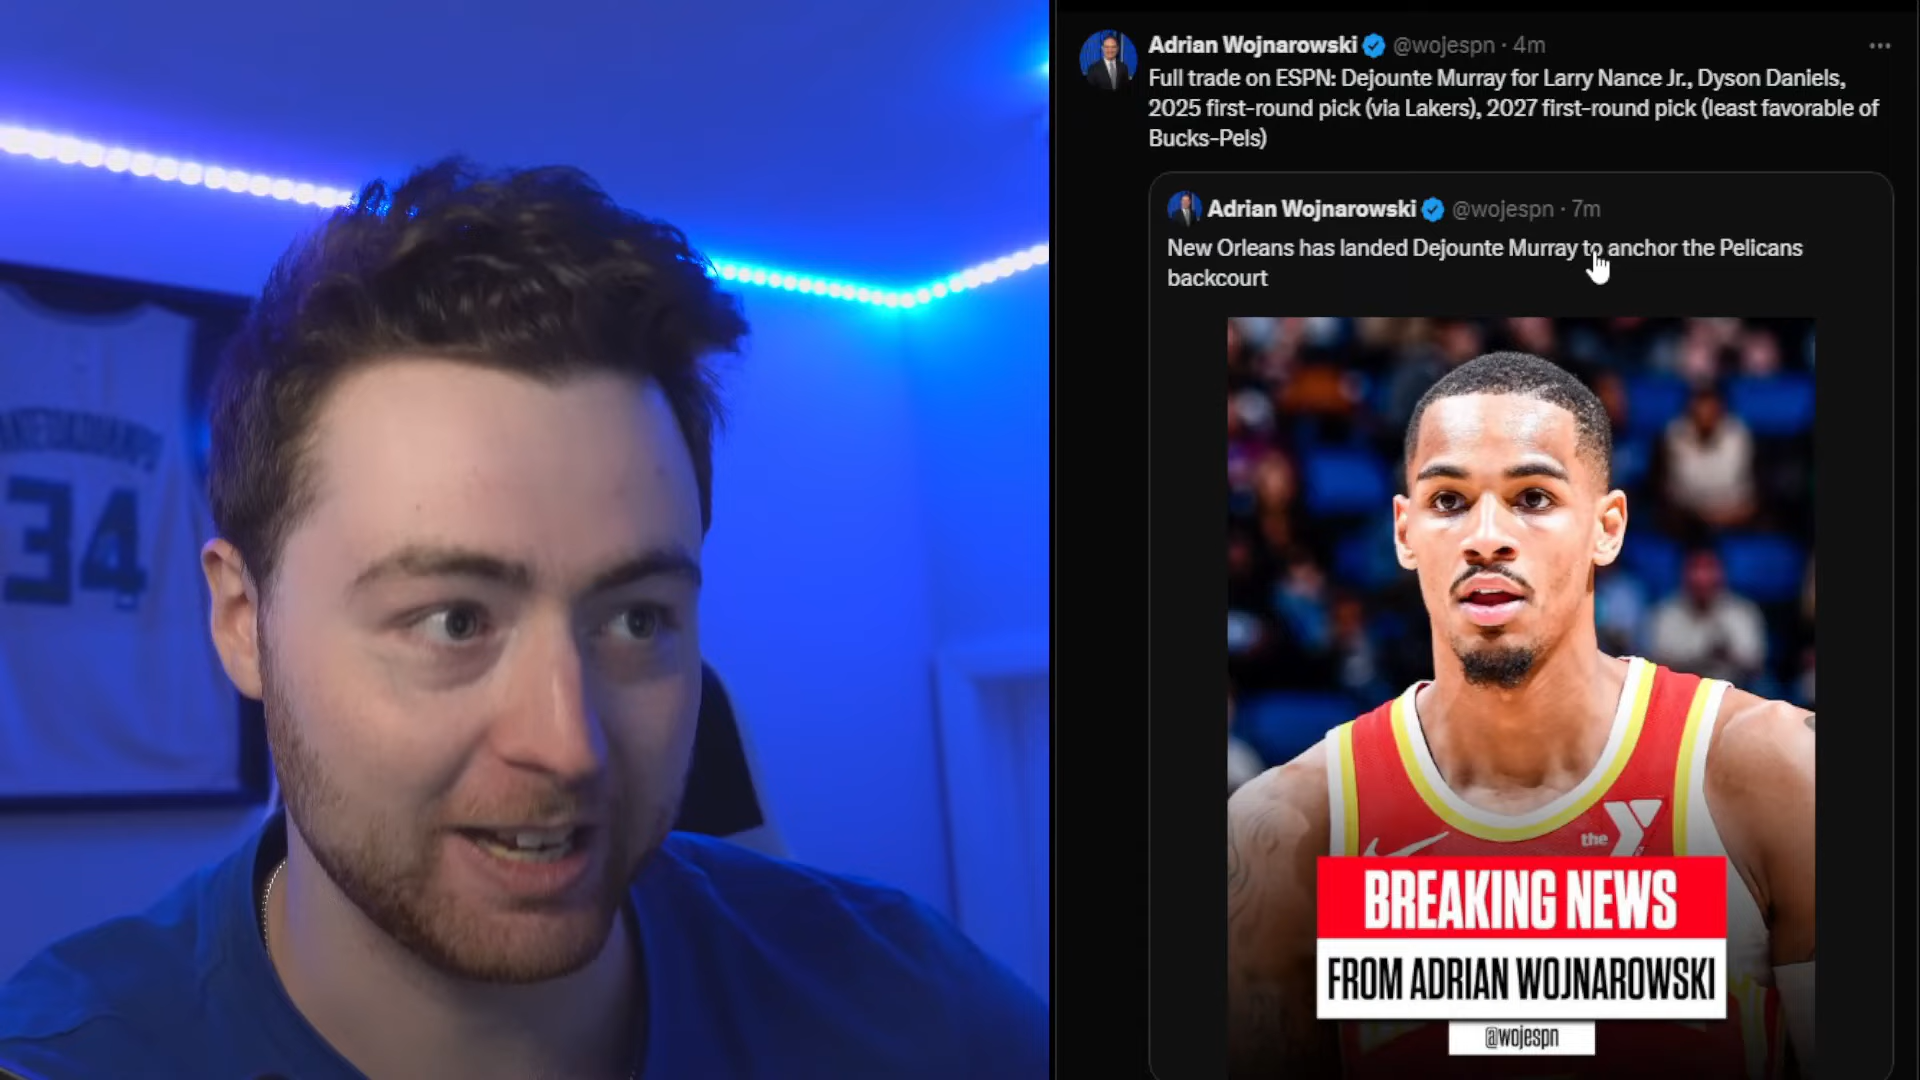 Adrian Wojnarowski @wojespn · 4m
Full trade on ESPN: Dejounte Murray for Larry Nance Jr., Dyson Daniels,
2025 first-round pick (via Lakers), 2027 first-round pick (least favorable of
Bucks-Pels)
Adrian Wojnarowski @wojespn · 7m
New Orleans has landed Dejounte Murray to anchor the Pelicans
backcourt
34
the Y
BREAKING NEWS
FROM ADRIAN WOJNAROWSKI
@wojespn